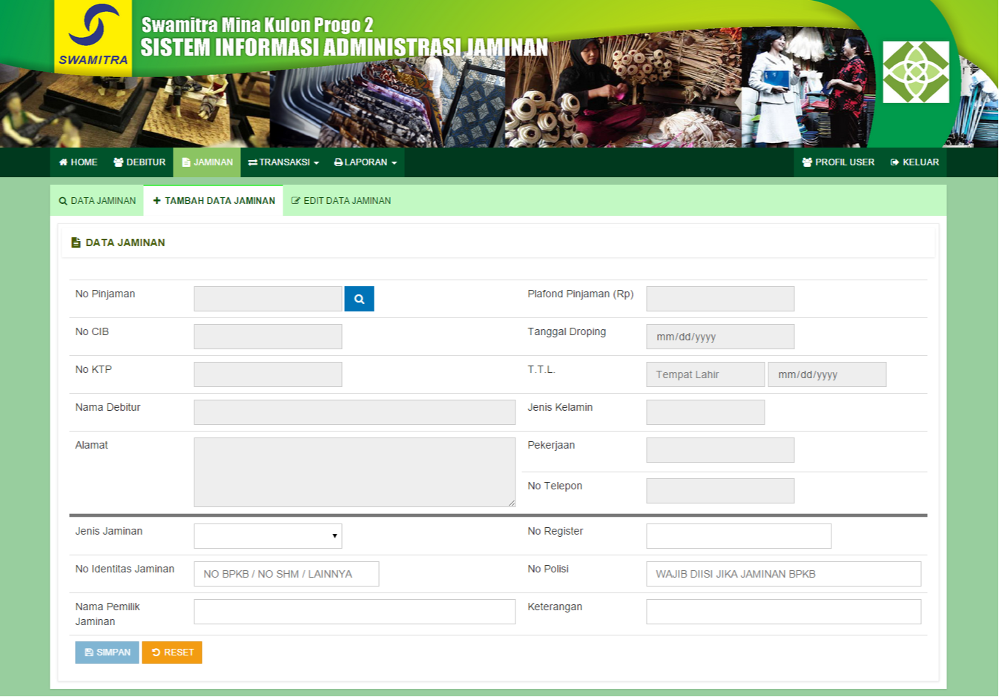 Swamitra Mina Kulon Progo 2
SISTEM INFORMASI ADMINISTRASI JAMINAN
SWAMITRA
HOME DEBITUR JAMINAN TRANSAKSI LAPORAN PROFIL USER KELUAR
DATA JAMINAN TAMBAH DATA JAMINAN EDIT DATA JAMINAN
DATA JAMINAN
No Pinjaman Plafond Pinjaman (Rp)
No CIB Tanggal Droping mm/dd/yyyy
No KTP T.T.L. Tempat Lahir mm/dd/yyyy
Nama Debitur Jenis Kelamin
Alamat Pekerjaan
No Telepon
Jenis Jaminan No Register
No Identitas Jaminan NO BPKB / NO SHM / LAINNYA No Polisi WAJIB DIISI JIKA JAMINAN BPKB
Nama Pemilik
Jaminan Keterangan
SIMPAN RESET